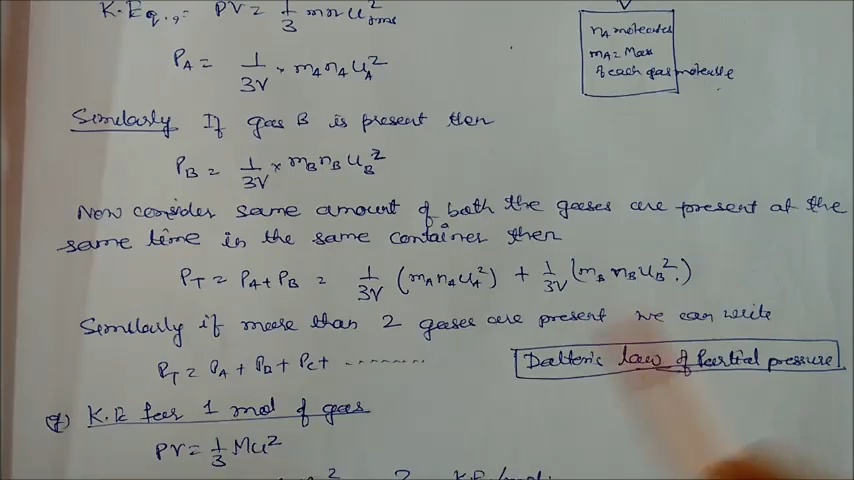 K.Eq., = PV = 1/3 mnu²rms
nA molecules
mA = Mass
of each gas molecule
PA = 1/3V × mA nA uA²
Similarly If gas B is present then
PB = 1/3V × mB nB uB²
Now consider same amount of both the gases are present at the
same time in the same container then
PT = PA + PB = 1/3V (mA nA uA²) + 1/3V (mB nB uB²)
Similarly if more than 2 gases are present we can write
PT = PA + PB + PC + ........
Dalton's law of Partial pressure
K.E for 1 mol of gas
PV = 1/3 Mu²